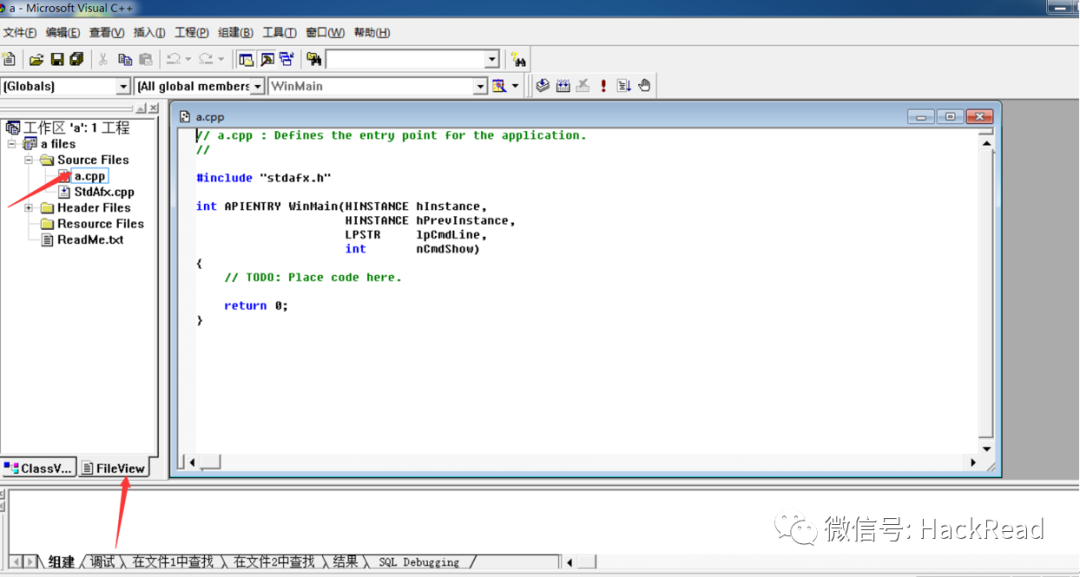 a - Microsoft Visual C++
文件(F) 编辑(E) 查看(V) 插入(I) 工程(P) 组建(B) 工具(T) 窗口(W) 帮助(H)
(Globals) (All global members WinMain
工作区 'a': 1 工程
a files
Source Files
a.cpp
StdAfx.cpp
Header Files
Resource Files
ReadMe.txt
ClassV... FileView
a.cpp
// a.cpp : Defines the entry point for the application.
//
#include "stdafx.h"
int APIENTRY WinMain(HINSTANCE hInstance,
HINSTANCE hPrevInstance,
LPSTR lpCmdLine,
int nCmdShow)
{
// TODO: Place code here.
return 0;
}
微信号: HackRead
组建 调试 在文件1中查找 在文件2中查找 结果 SQL Debugging